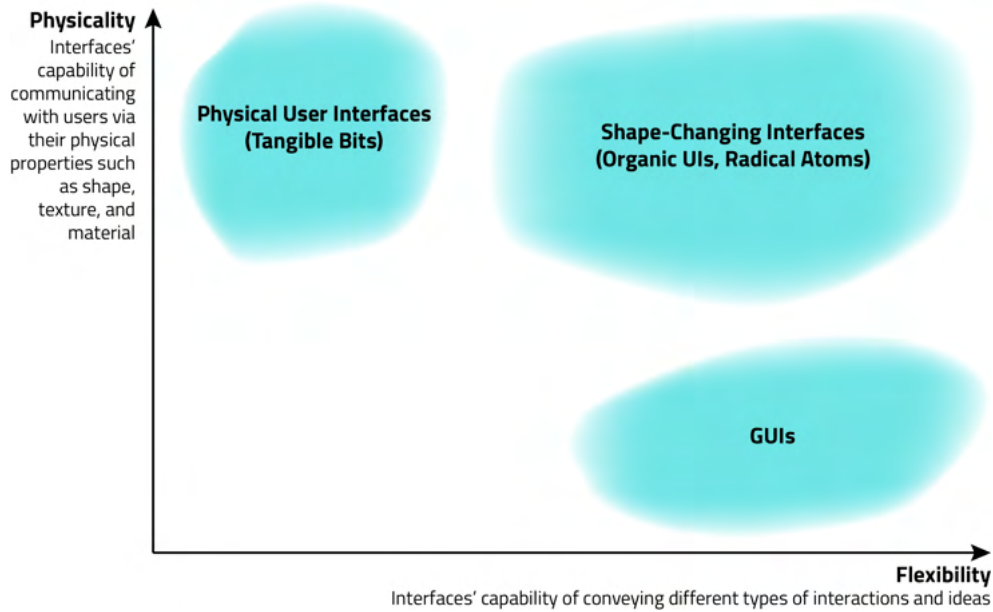 Physicality
Interfaces'
capability of
communicating
with users via
their physical
properties such
as shape,
texture, and
material
Physical User Interfaces
(Tangible Bits)
Shape-Changing Interfaces
(Organic UIs, Radical Atoms)
GUIs
Flexibility
Interfaces' capability of conveying different types of interactions and ideas